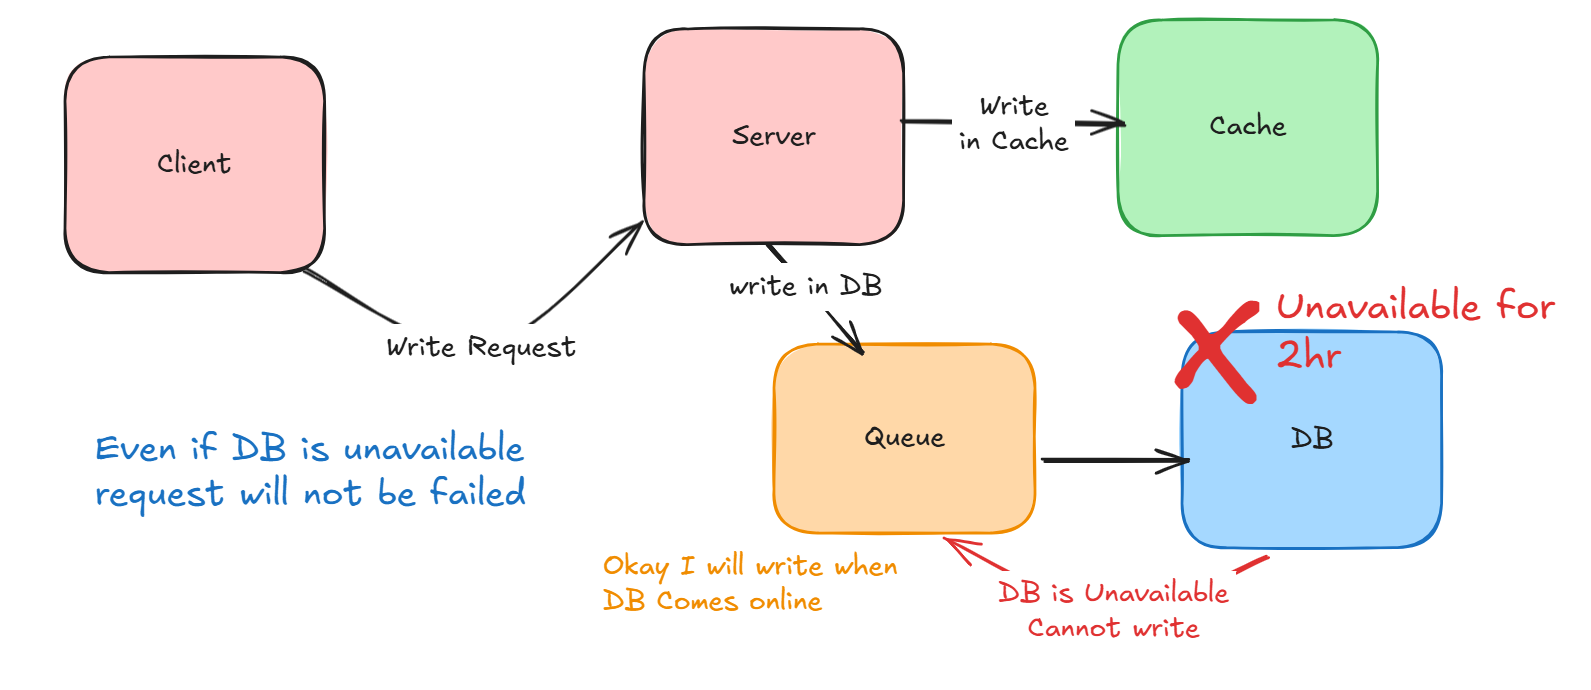 Client
Server
Write
in Cache
Cache
write in DB
Write Request
Unavailable for
2hr
Queue
DB
Even if DB is unavailable
request will not be failed
Okay I will write when
DB Comes online
DB is Unavailable
Cannot write